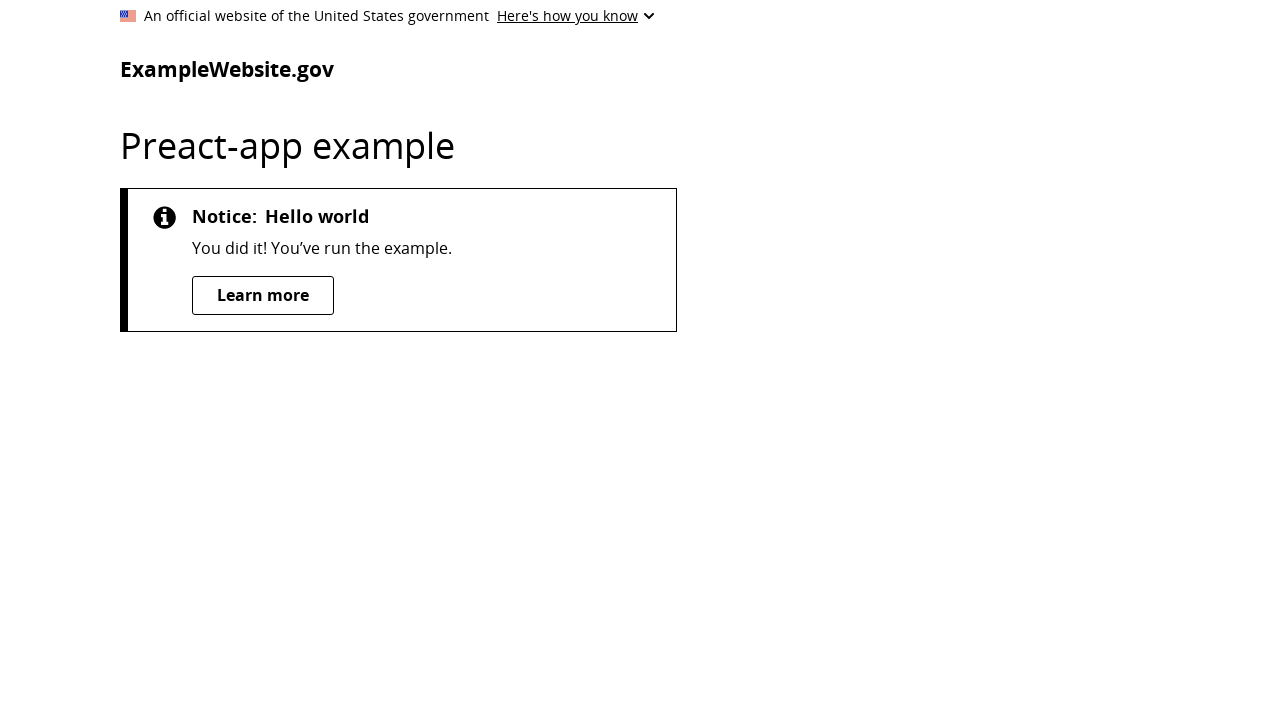 An official website of the United States government Here's how you know
ExampleWebsite.gov
Preact-app example
Notice: Hello world
You did it! You’ve run the example.
Learn more